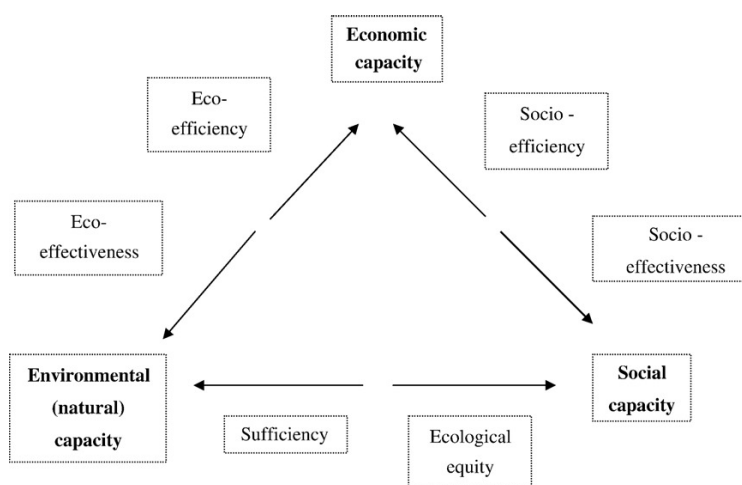 Economic
capacity
Eco-
efficiency
Socio -
efficiency
Eco-
effectiveness
Socio -
effectiveness
Environmental
(natural)
capacity
Social
capacity
Sufficiency
Ecological
equity